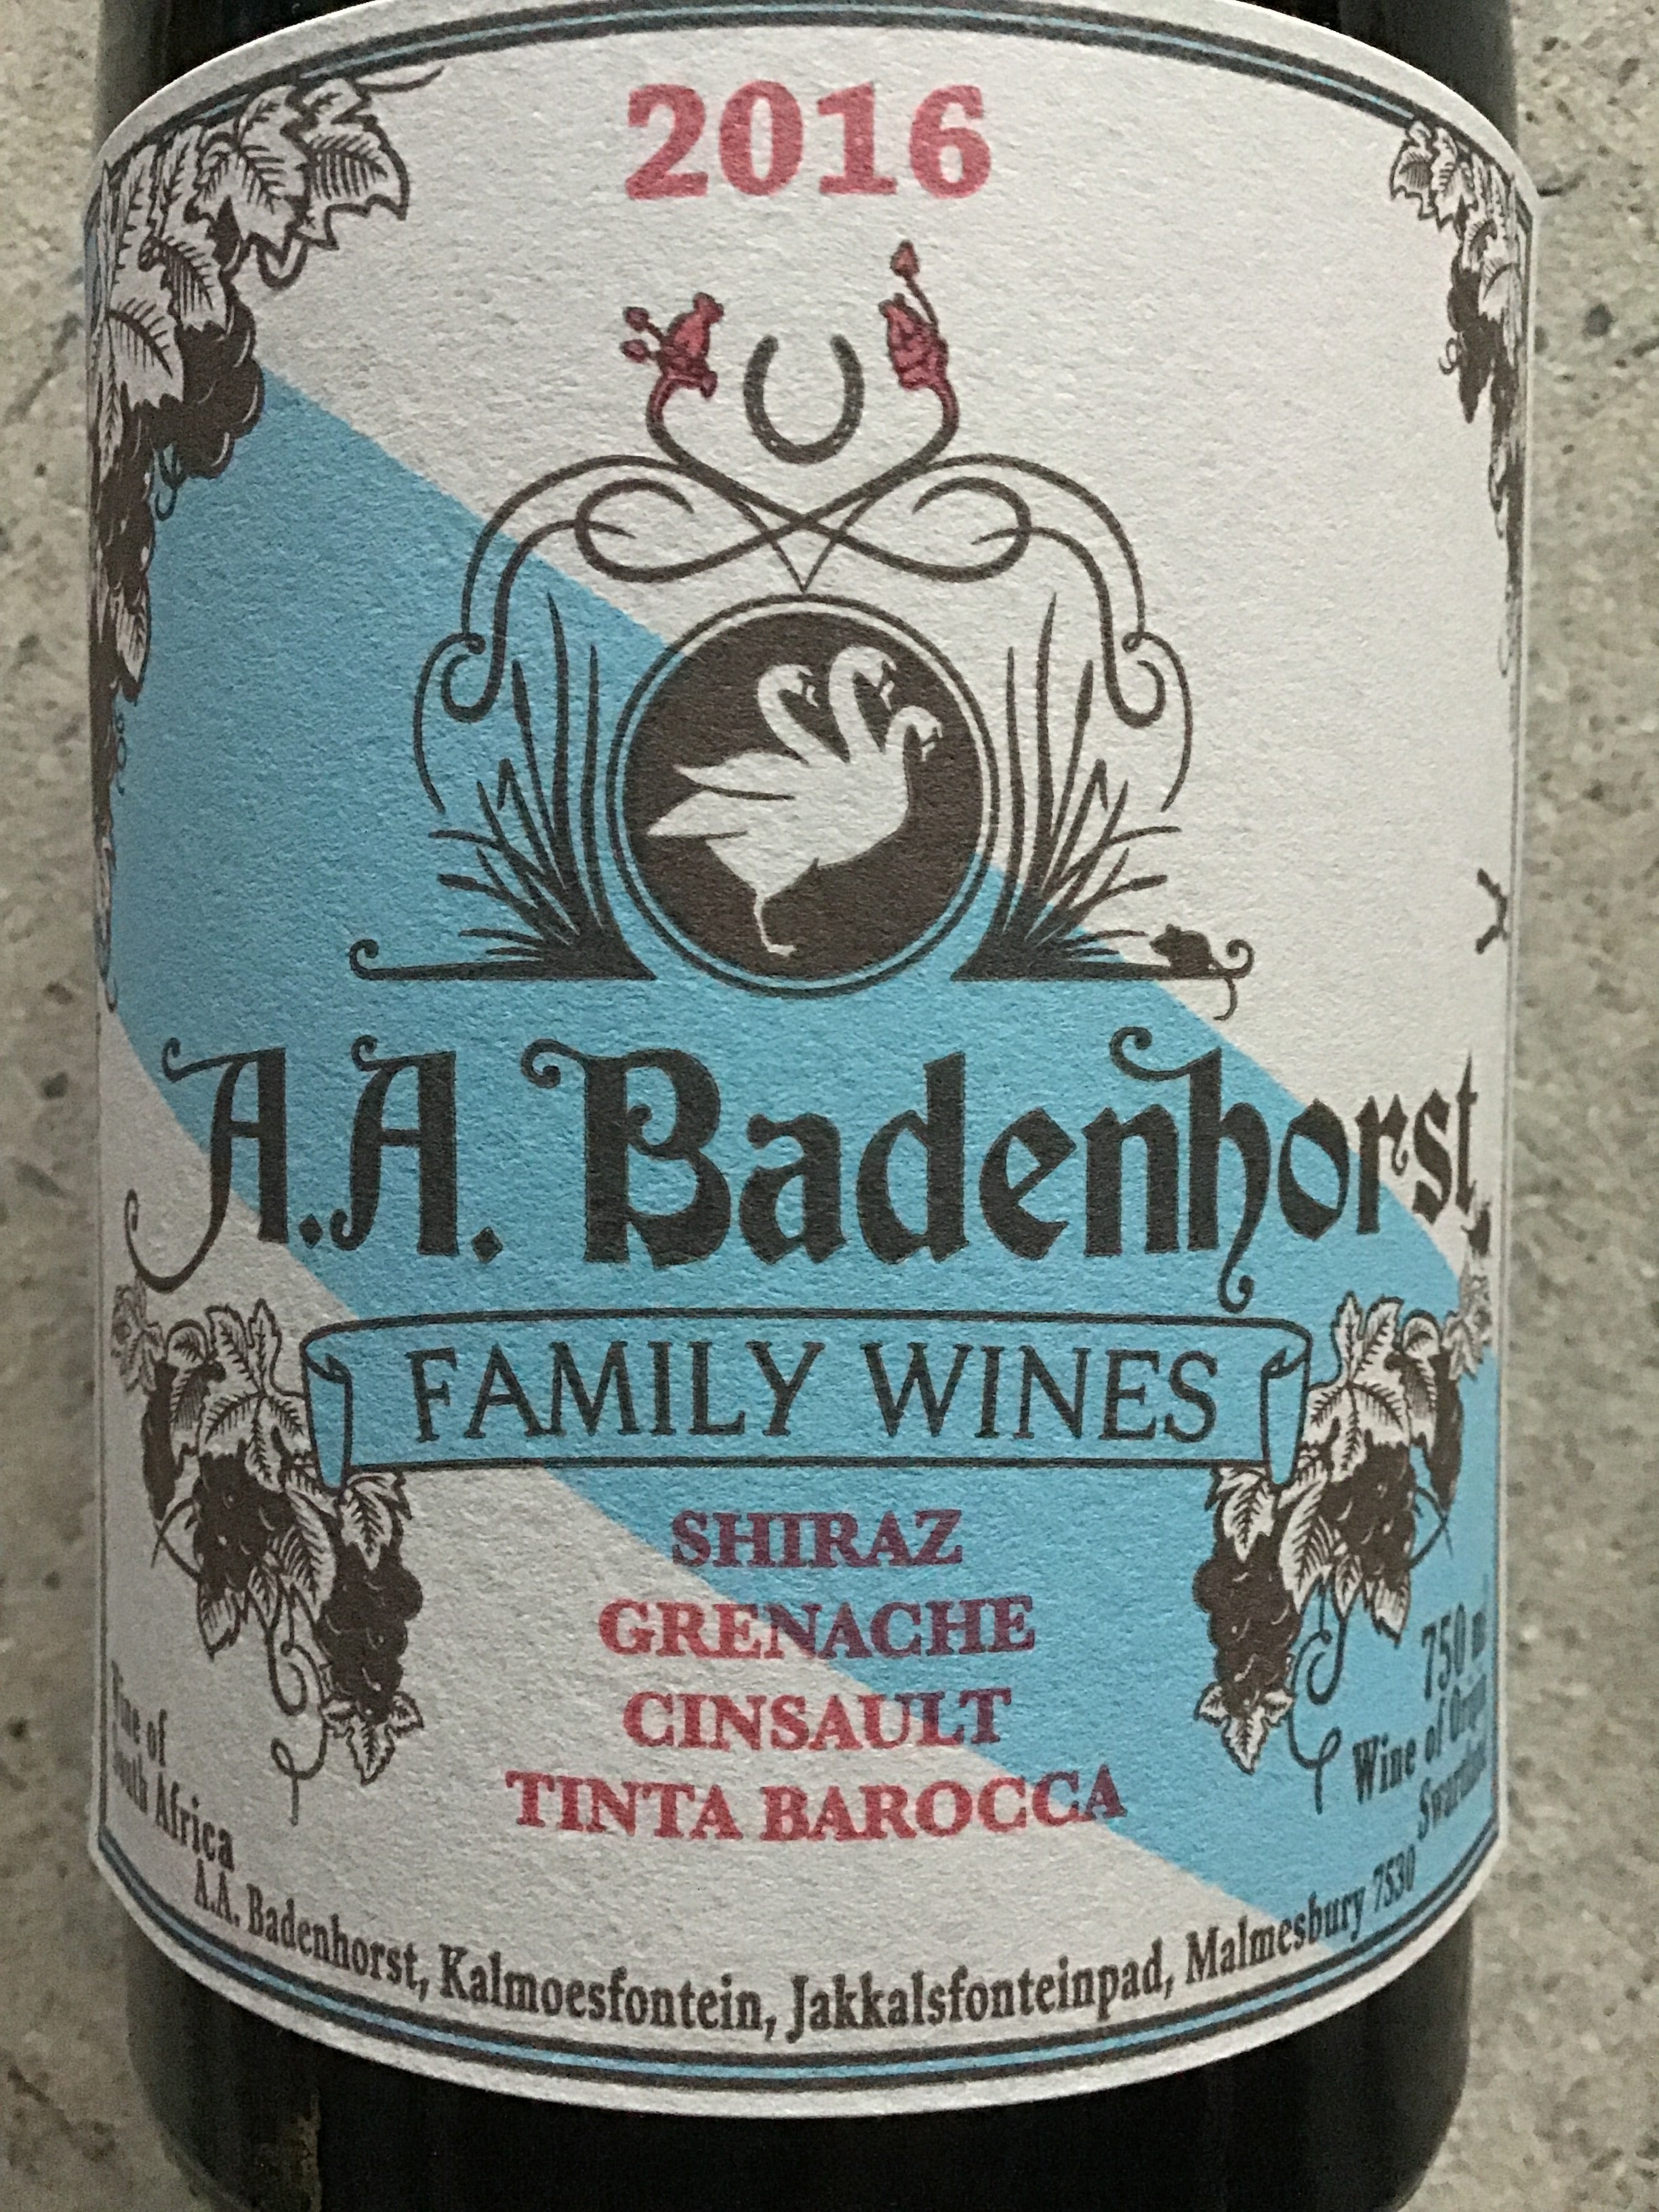 2016
A.A. Badenhorst
FAMILY WINES
SHIRAZ
GRENACHE
CINSAULT
TINTA BAROCCA
Wine of
South Africa
750 ml
Wine of Origin
Swartland
A.A. Badenhorst, Kalmoesfontein, Jakkalsfonteinpad, Malmesbury 7530